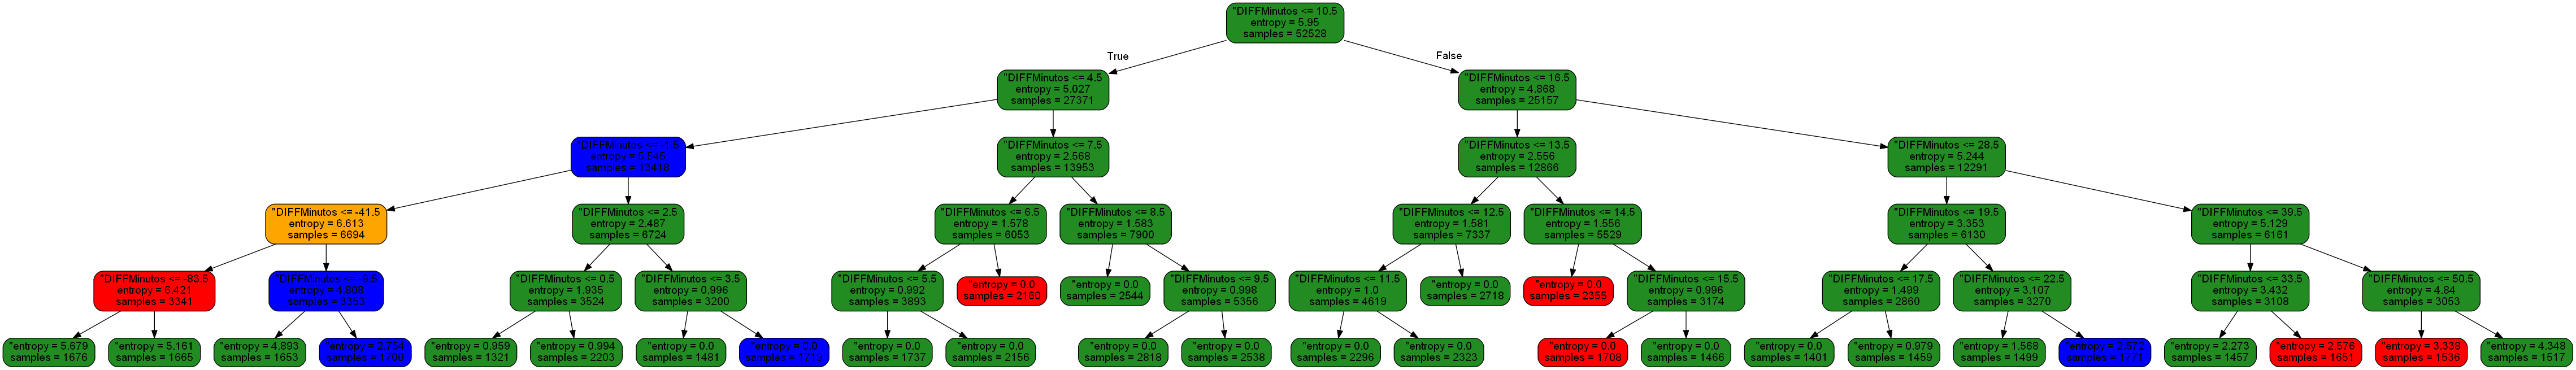 "DIFFMinutos <= 10.5
entropy = 5.95
samples = 52528
True
False
"DIFFMinutos <= 4.5
entropy = 5.027
samples = 27371
"DIFFMinutos <= 16.5
entropy = 4.868
samples = 25157
"DIFFMinutos <= -1.5
entropy = 5.545
samples = 13418
"DIFFMinutos <= 7.5
entropy = 2.568
samples = 13953
"DIFFMinutos <= 13.5
entropy = 2.556
samples = 12866
"DIFFMinutos <= 28.5
entropy = 5.244
samples = 12291
"DIFFMinutos <= -41.5
entropy = 6.613
samples = 6694
"DIFFMinutos <= 2.5
entropy = 2.487
samples = 6724
"DIFFMinutos <= 6.5
entropy = 1.578
samples = 6053
"DIFFMinutos <= 8.5
entropy = 1.583
samples = 7900
"DIFFMinutos <= 12.5
entropy = 1.581
samples = 7337
"DIFFMinutos <= 14.5
entropy = 1.556
samples = 5529
"DIFFMinutos <= 19.5
entropy = 3.353
samples = 6130
"DIFFMinutos <= 39.5
entropy = 5.129
samples = 6161
"DIFFMinutos <= -83.5
entropy = 6.421
samples = 3341
"DIFFMinutos <= -9.5
entropy = 4.808
samples = 3353
"DIFFMinutos <= 0.5
entropy = 1.935
samples = 3524
"DIFFMinutos <= 3.5
entropy = 0.996
samples = 3200
"DIFFMinutos <= 5.5
entropy = 0.992
samples = 3893
"entropy = 0.0
samples = 2160
"entropy = 0.0
samples = 2544
"DIFFMinutos <= 9.5
entropy = 0.998
samples = 5356
"DIFFMinutos <= 11.5
entropy = 1.0
samples = 4619
"entropy = 0.0
samples = 2718
"entropy = 0.0
samples = 2355
"DIFFMinutos <= 15.5
entropy = 0.996
samples = 3174
"DIFFMinutos <= 17.5
entropy = 1.499
samples = 2860
"DIFFMinutos <= 22.5
entropy = 3.107
samples = 3270
"DIFFMinutos <= 33.5
entropy = 3.432
samples = 3108
"DIFFMinutos <= 50.5
entropy = 4.84
samples = 3053
"entropy = 5.679
samples = 1676
"entropy = 5.161
samples = 1665
"entropy = 4.893
samples = 1653
"entropy = 2.754
samples = 1700
"entropy = 0.959
samples = 1321
"entropy = 0.994
samples = 2203
"entropy = 0.0
samples = 1481
"entropy = 0.0
samples = 1719
"entropy = 0.0
samples = 1737
"entropy = 0.0
samples = 2156
"entropy = 0.0
samples = 2818
"entropy = 0.0
samples = 2538
"entropy = 0.0
samples = 2296
"entropy = 0.0
samples = 2323
"entropy = 0.0
samples = 1708
"entropy = 0.0
samples = 1466
"entropy = 0.0
samples = 1401
"entropy = 0.979
samples = 1459
"entropy = 1.568
samples = 1499
"entropy = 2.573
samples = 1771
"entropy = 2.273
samples = 1457
"entropy = 2.576
samples = 1651
"entropy = 3.338
samples = 1536
"entropy = 4.348
samples = 1517